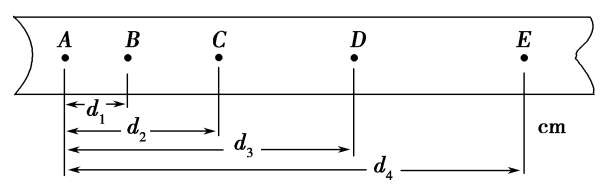 A B C D E
d₁
d₂ cm
d₃
d₄